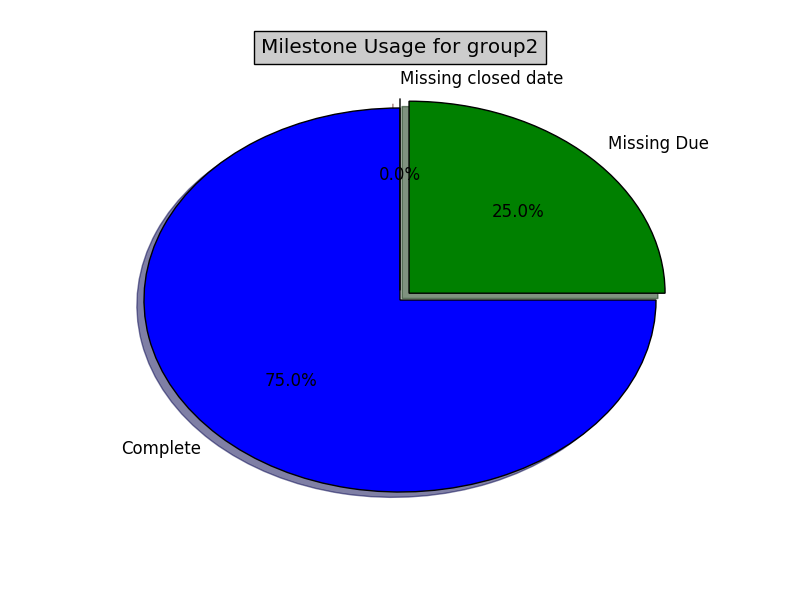 Milestone Usage for group2
Missing closed date
Missing Due
0.0%
25.0%
75.0%
Complete